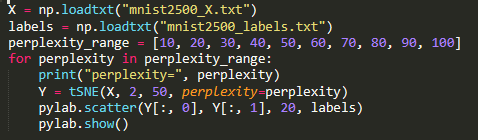 X = np.loadtxt("mnist2500_X.txt")
labels = np.loadtxt("mnist2500_labels.txt")
perplexity_range = [10, 20, 30, 40, 50, 60, 70, 80, 90, 100]
for perplexity in perplexity_range:
    print("perplexity=", perplexity)
    Y = tSNE(X, 2, 50, perplexity=perplexity)
    pylab.scatter(Y[:, 0], Y[:, 1], 20, labels)
    pylab.show()